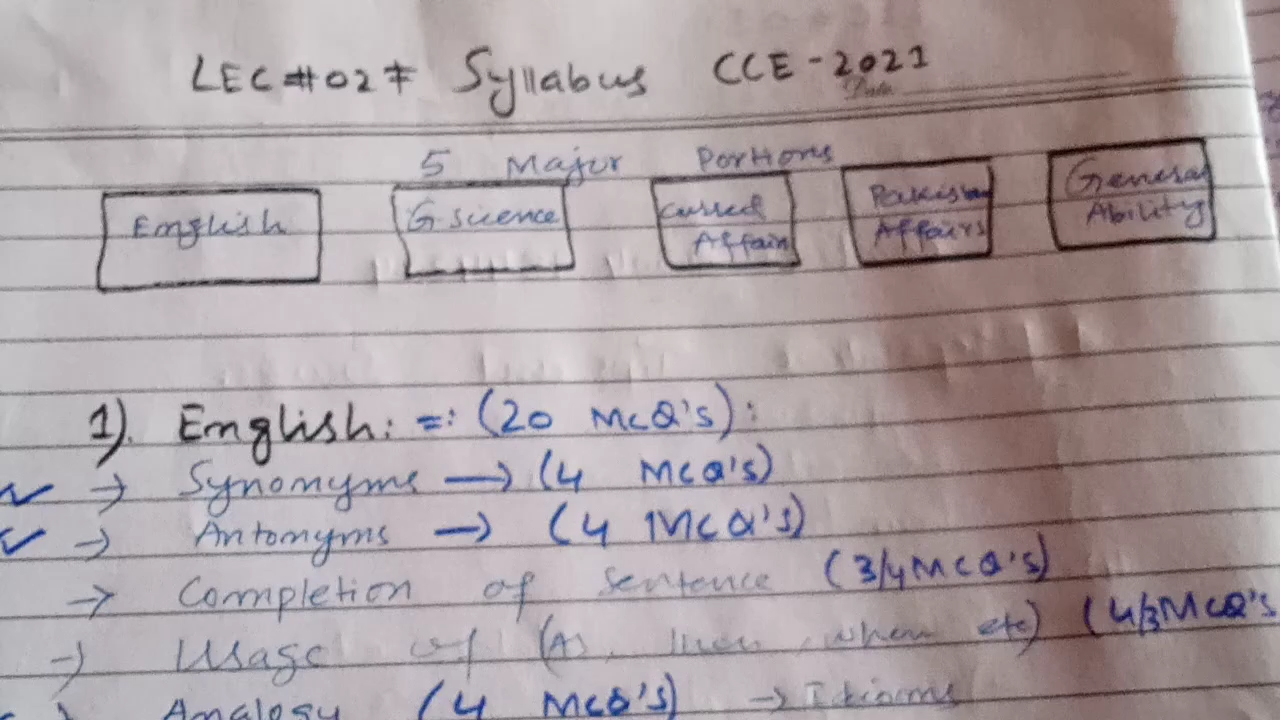 LEC#02: Syllabus CCE-2021
5 Major Portions
English
G science
Current Affair
Pakistan Affairs
General Ability
1). English: =: (20 MCQ's):
→ Synonyms → (4 MCQ's)
→ Antonyms → (4 MCQ's)
→ Completion of Sentence (3/4 MCQ's)
→ Usage of (As, then, when etc) (4/3 MCQ's
→ Analogy (4 MCQ's) → Idioms